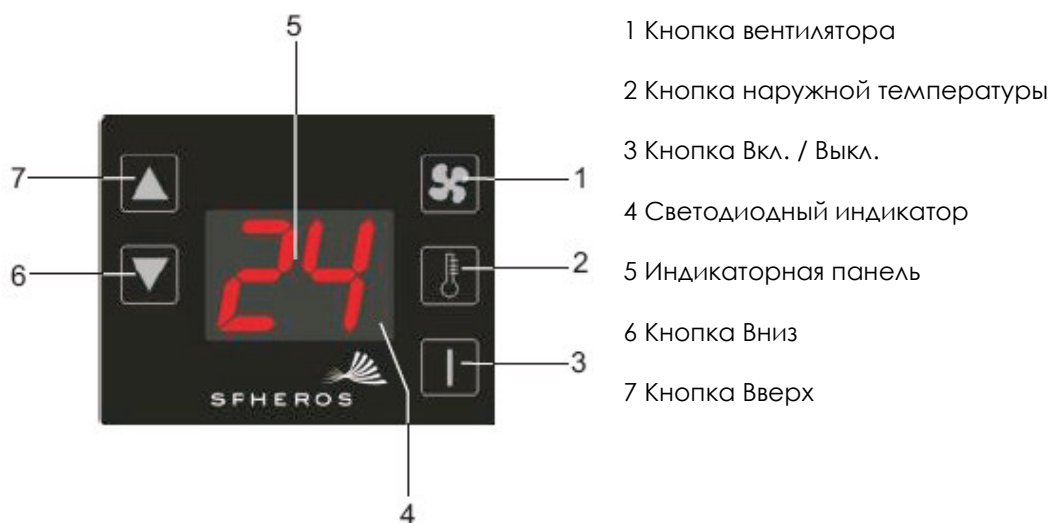 5
1 Кнопка вентилятора
2 Кнопка наружной температуры
3 Кнопка Вкл. / Выкл.
4 Светодиодный индикатор
5 Индикаторная панель
6 Кнопка Вниз
7 Кнопка Вверх
7
1
24
6
2
3
SPHEROS
4